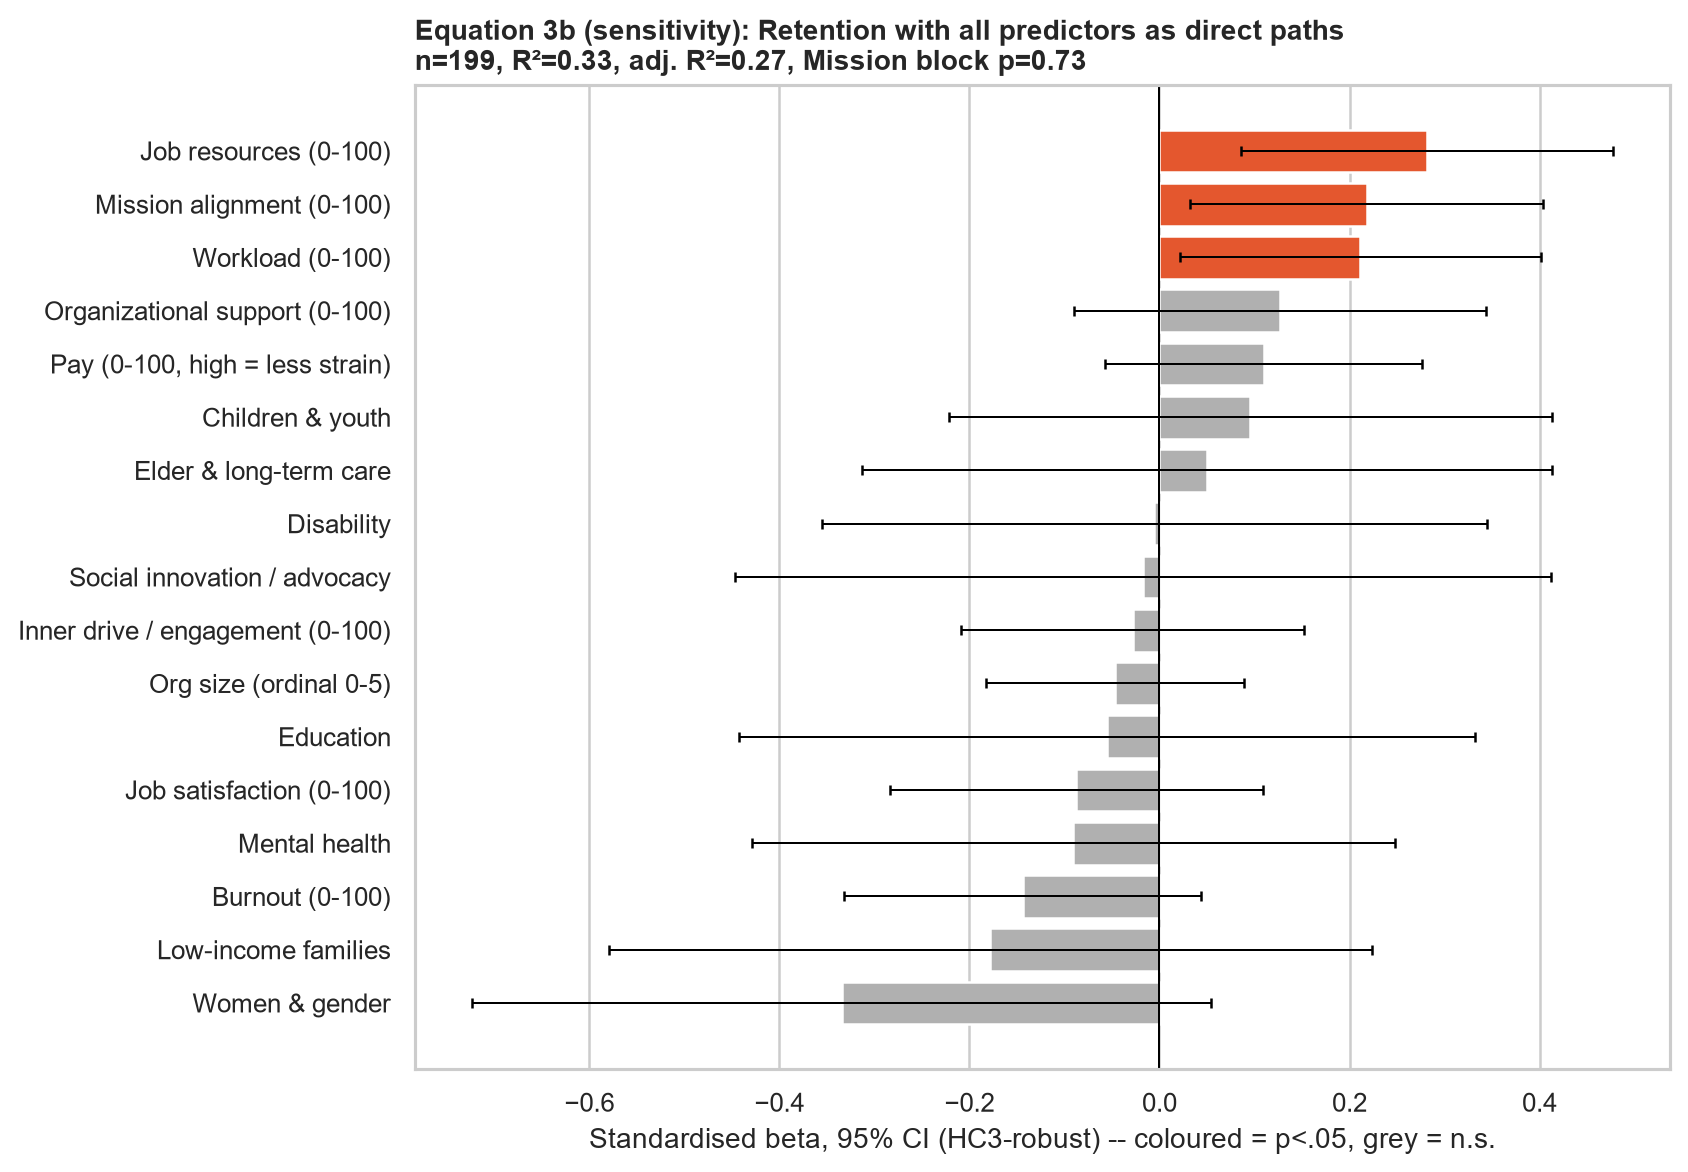 Equation 3b (sensitivity): Retention with all predictors as direct paths
n=199, R²=0.33, adj. R²=0.27, Mission block p=0.73
Job resources (0-100)
Mission alignment (0-100)
Workload (0-100)
Organizational support (0-100)
Pay (0-100, high = less strain)
Children & youth
Elder & long-term care
Disability
Social innovation / advocacy
Inner drive / engagement (0-100)
Org size (ordinal 0-5)
Education
Job satisfaction (0-100)
Mental health
Burnout (0-100)
Low-income families
Women & gender
−0.6 −0.4 −0.2 0.0 0.2 0.4
Standardised beta, 95% CI (HC3-robust) -- coloured = p<.05, grey = n.s.